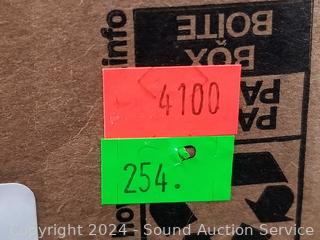 info
BOÎTE
BOX
PA
PA
4100
254.
Copyright 2024 - Sound Auction Service